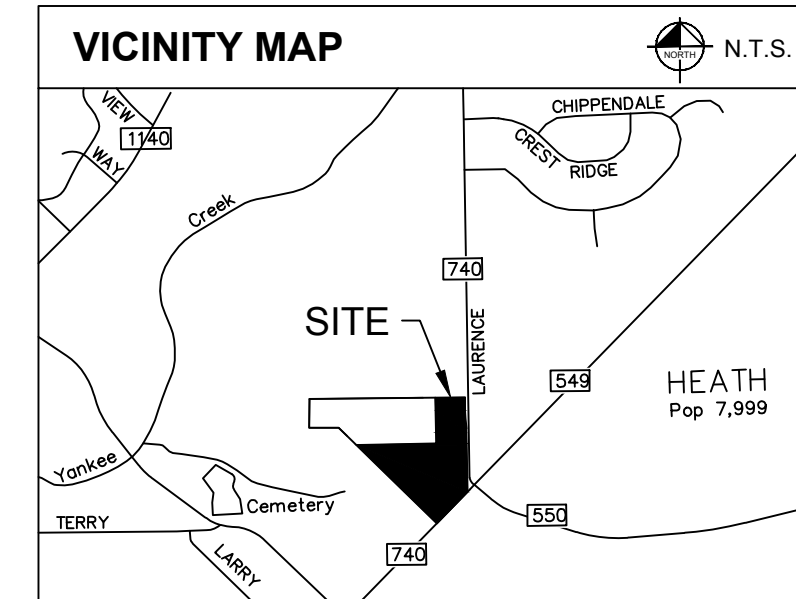 VICINITY MAP
NORTH
N.T.S.
VIEW
WAY
1140
CHIPPENDALE
CREST
RIDGE
Creek
740
SITE
LAURENCE
549
HEATH
Pop 7,999
Yankee
Cemetery
TERRY
LARRY
550
740